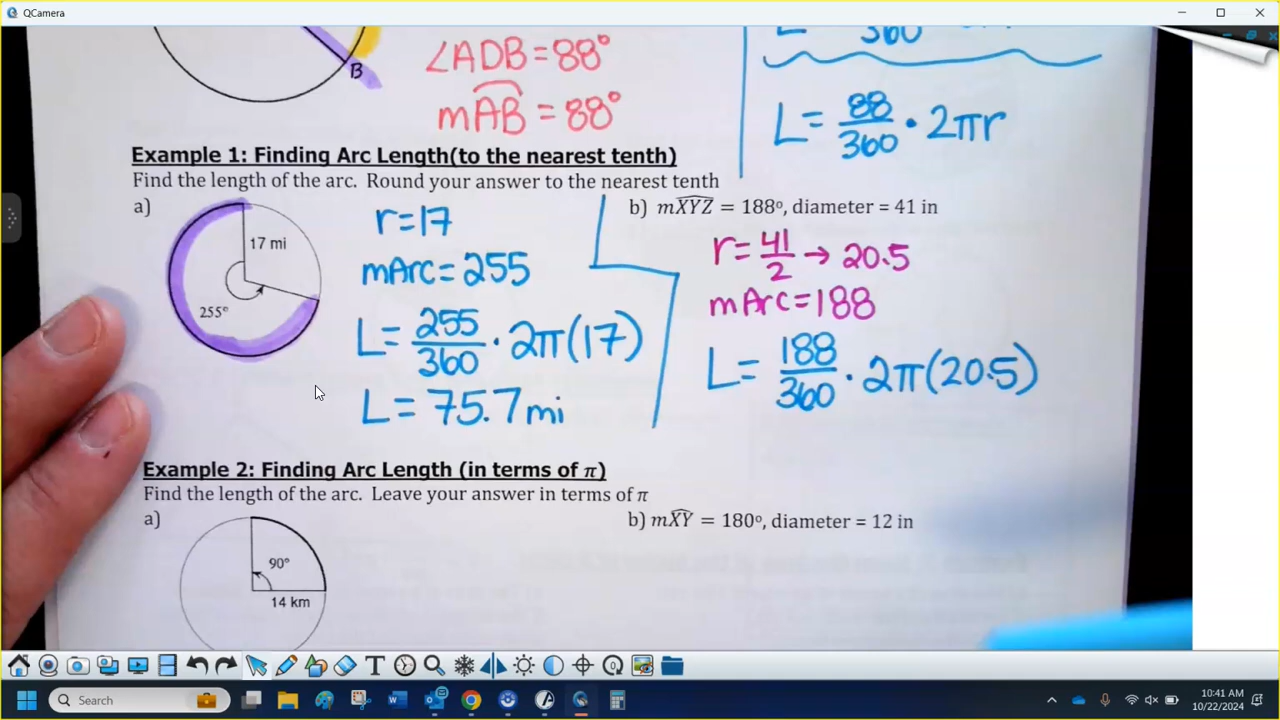 QCamera
B
∠ADB = 88°
mAB = 88°
360
L = 88/360 • 2πr
Example 1: Finding Arc Length(to the nearest tenth)
Find the length of the arc. Round your answer to the nearest tenth
a)
17 mi
255°
r = 17
mArc = 255
L = 255/360 · 2π(17)
L = 75.7 mi
b) mXYZ = 188°, diameter = 41 in
r = 41/2 → 20.5
mArc = 188
L = 188/360 · 2π(20.5)
Example 2: Finding Arc Length (in terms of π)
Find the length of the arc. Leave your answer in terms of π
a)
90°
14 km
b) mXY = 180°, diameter = 12 in
Search
10:41 AM
10/22/2024